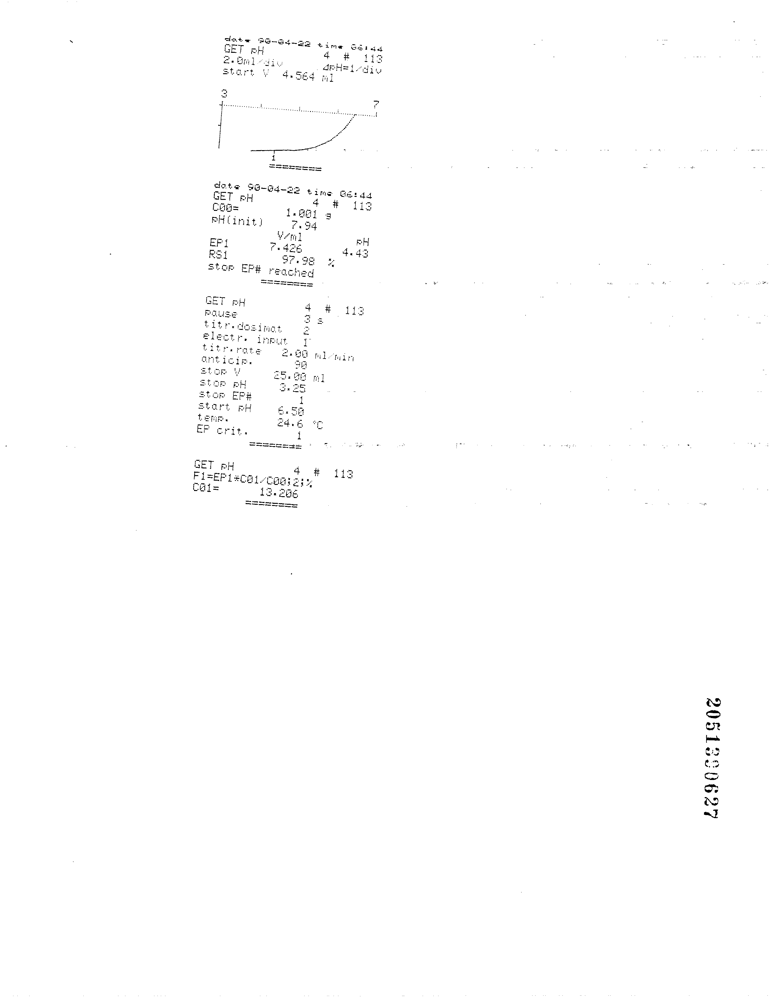 date 90-04-22 time 06:44
GET pH 4 # 113
2.0ml/div ΔpH=1/div
start V 4.564 ml
3 7
1
========
date 90-04-22 time 06:44
GET pH 4 # 113
C00= 1.001 g
pH(init) 7.94
V/ml pH
EP1 7.426 4.43
RS1 97.98 %
stop EP# reached
========
GET pH 4 # 113
pause 3 s
titr.dosimat 2
electr. input 1
titr.rate 2.00 ml/min
anticip. 90
stop V 25.00 ml
stop pH 3.25
stop EP# 1
start pH 6.50
temp. 24.6 °C
EP crit. 1
========
GET pH 4 # 113
F1=EP1*C01/C00;2;%
C01= 13.206
========
2051390627